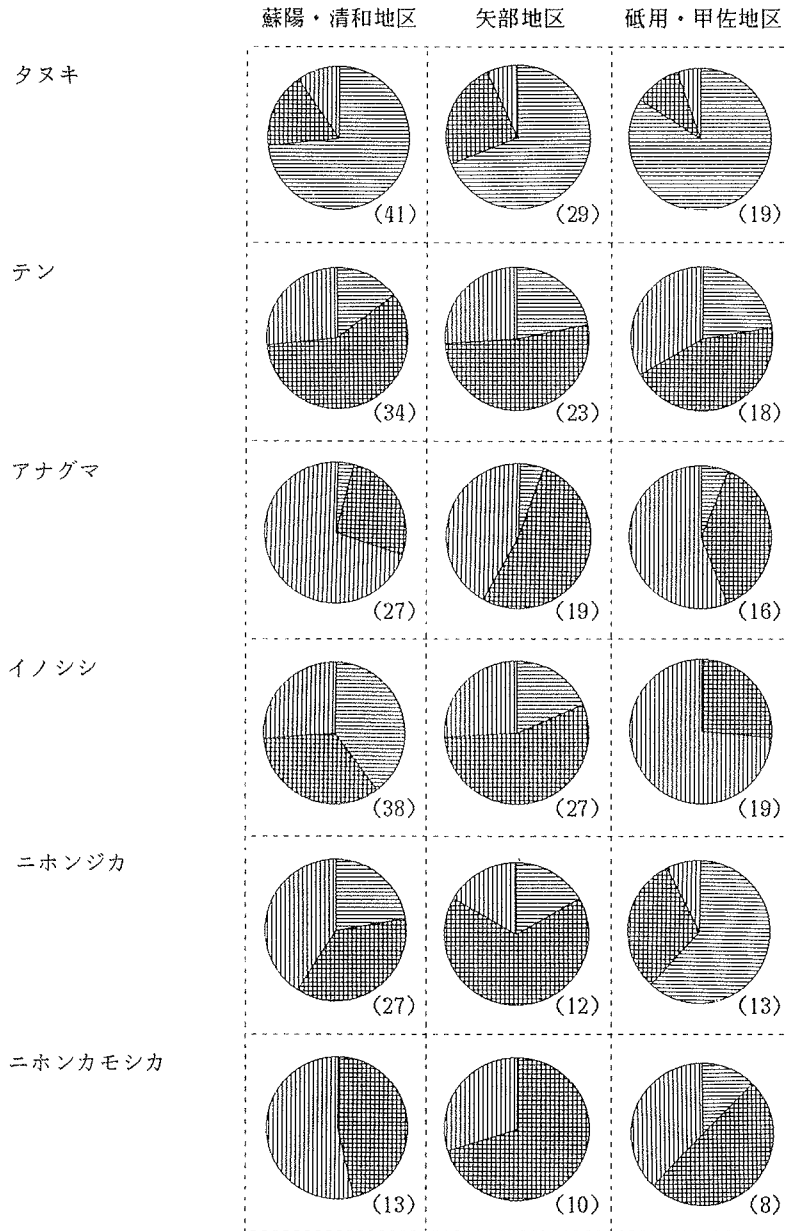 蘇陽・清和地区 矢部地区 砥用・甲佐地区
タヌキ
(41) (29) (19)
テン
(34) (23) (18)
アナグマ
(27) (19) (16)
イノシシ
(38) (27) (19)
ニホンジカ
(27) (12) (13)
ニホンカモシカ
(13) (10) (8)